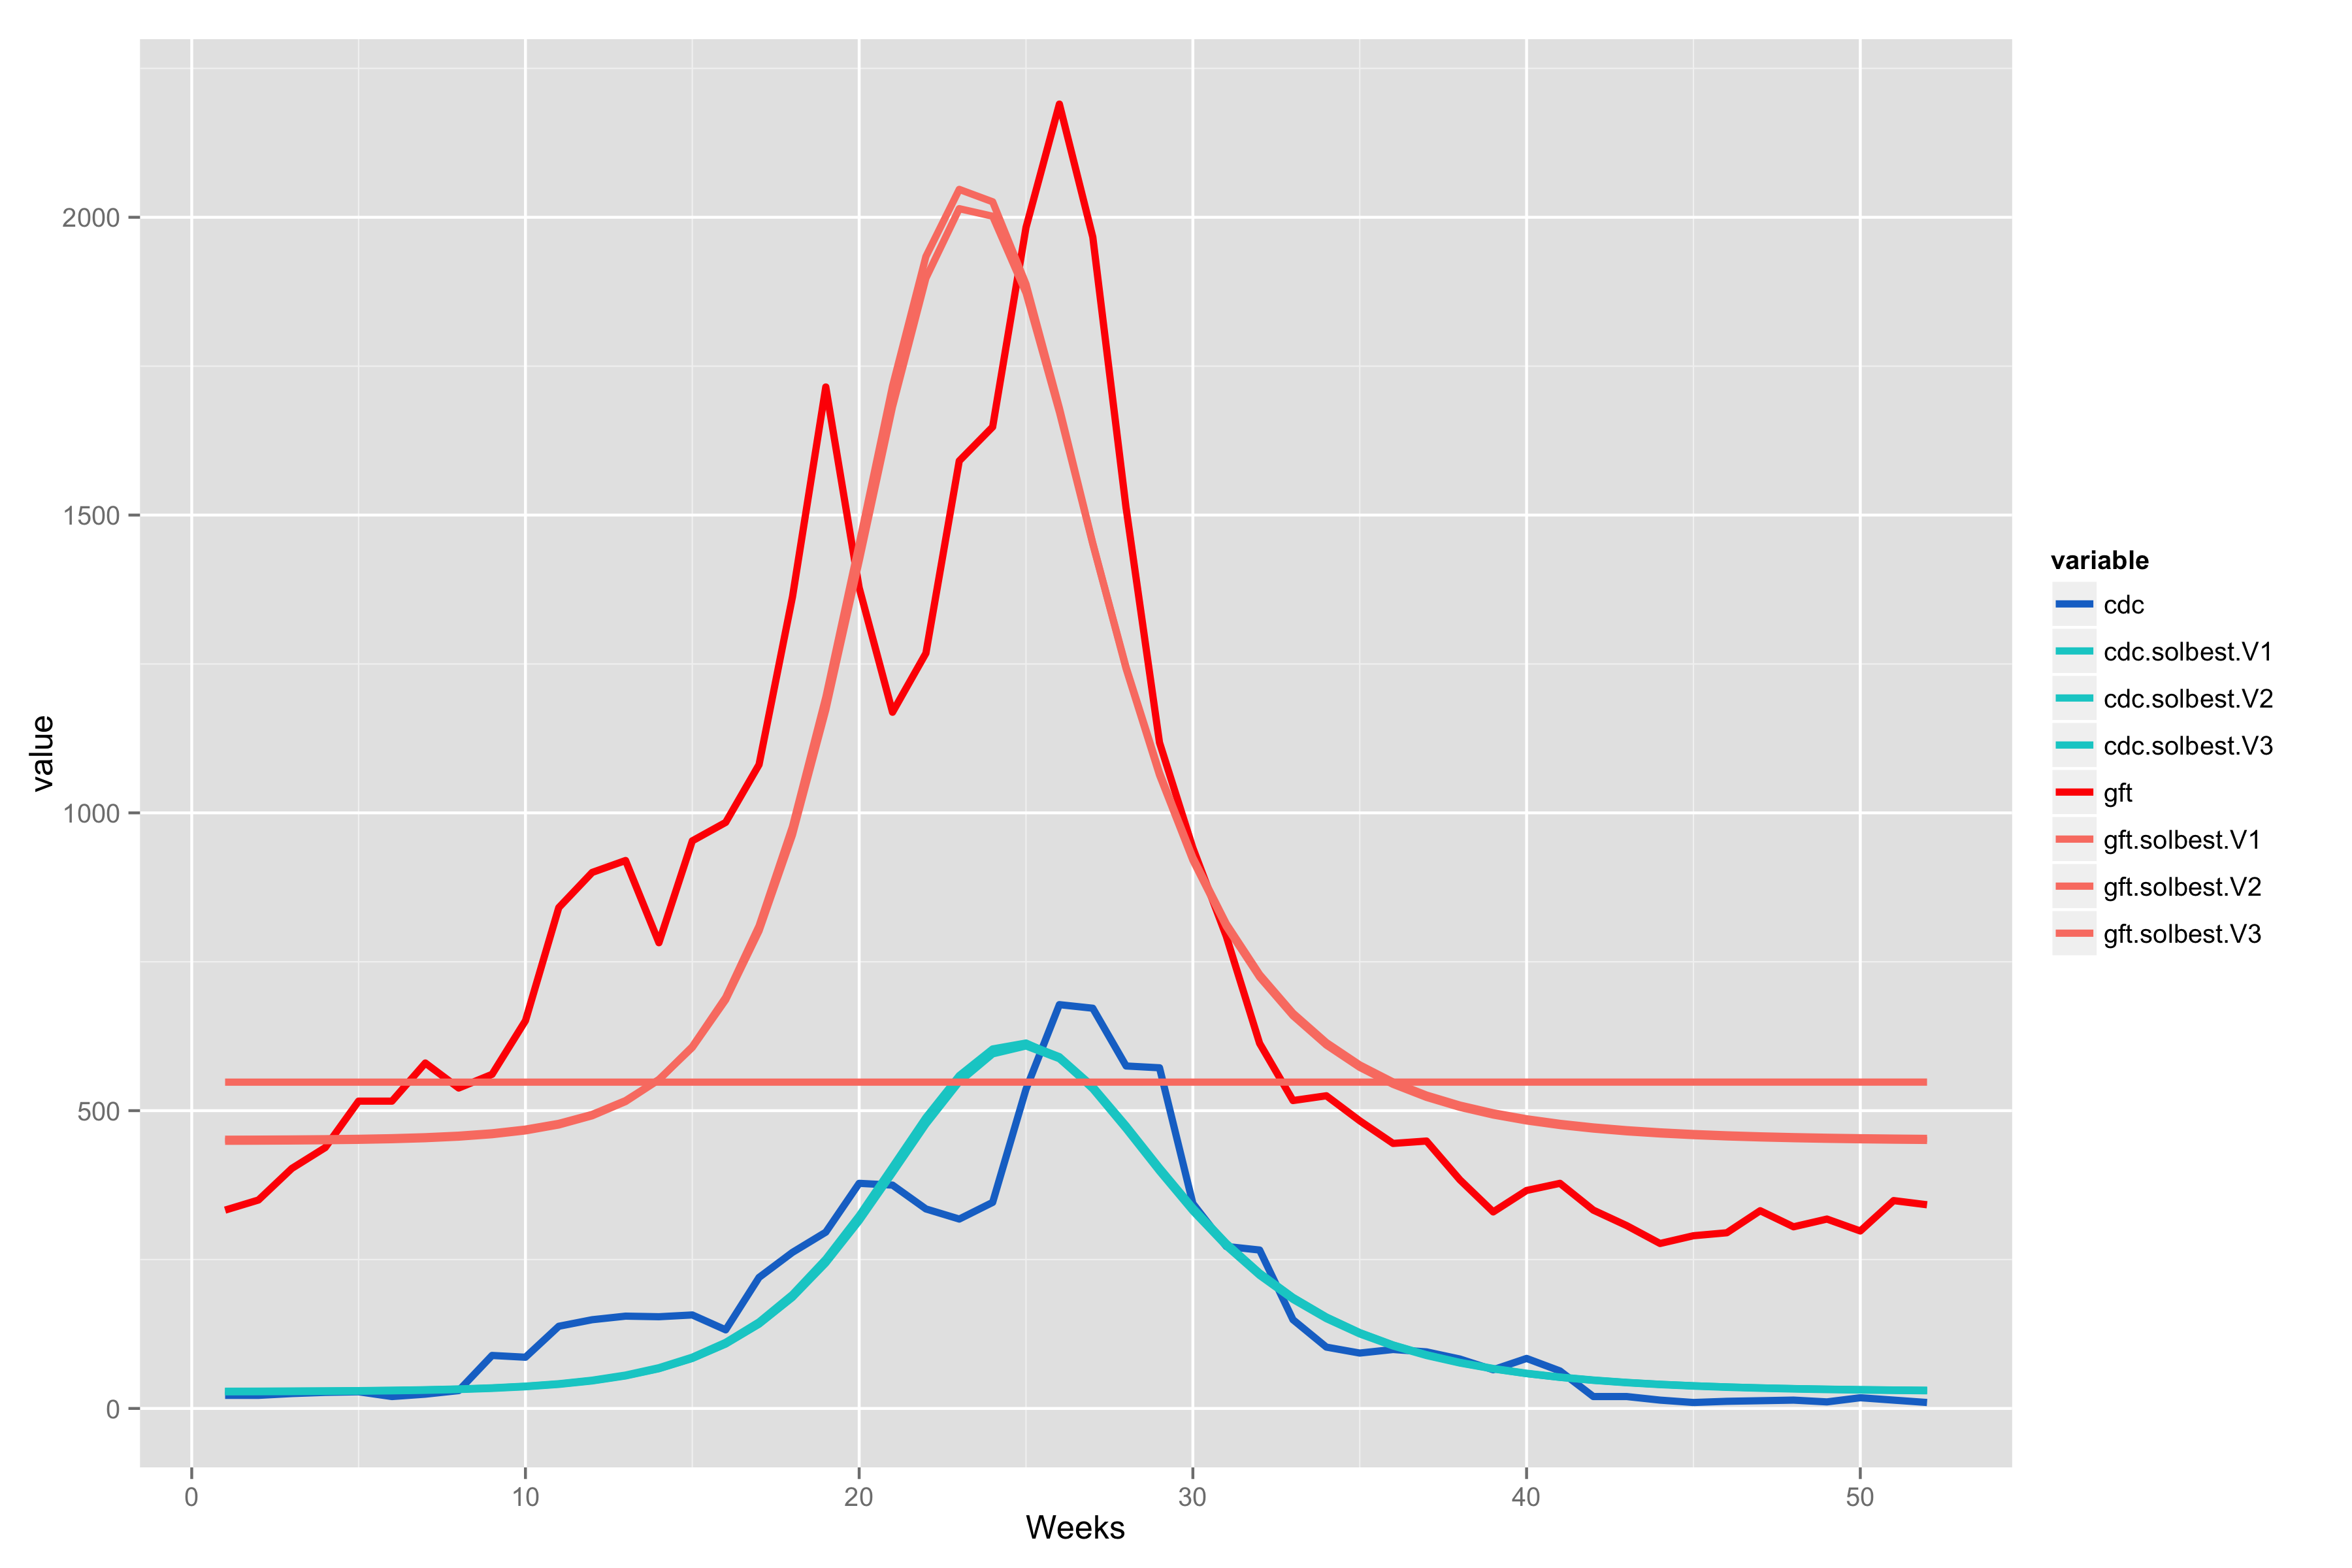 2000
1500
1000
500
0
value
0 10 20 30 40 50
Weeks
variable
cdc
cdc.solbest.V1
cdc.solbest.V2
cdc.solbest.V3
gft
gft.solbest.V1
gft.solbest.V2
gft.solbest.V3